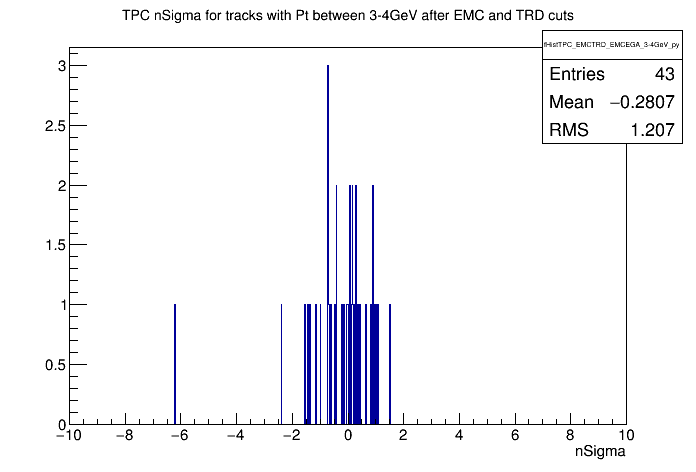 TPC nSigma for tracks with Pt between 3-4GeV after EMC and TRD cuts
fHistTPC_EMCTRD_EMCEGA_3-4GeV_py
Entries 43
Mean −0.2807
RMS 1.207
3
2.5
2
1.5
1
0.5
0
−10 −8 −6 −4 −2 0 2 4 6 8 10
nSigma